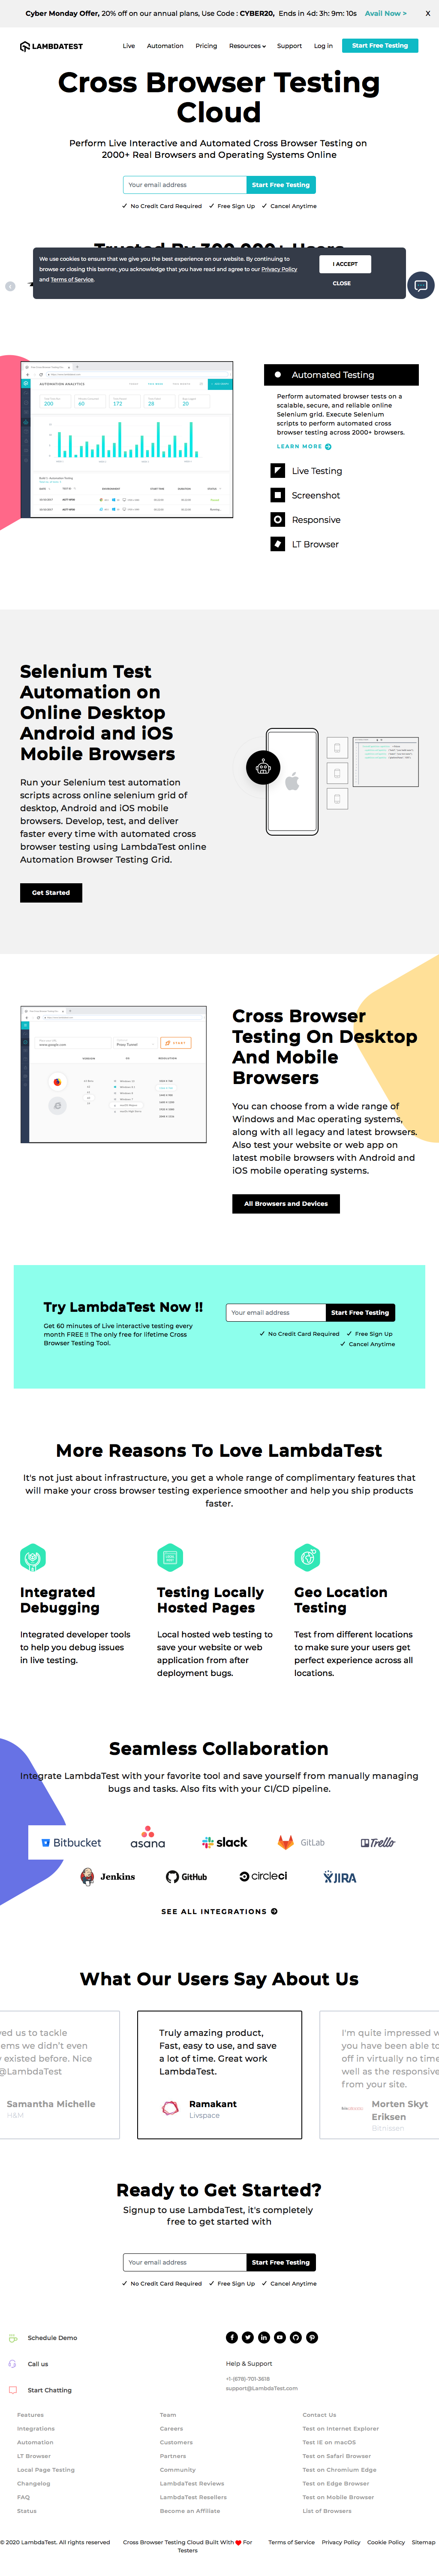 Cyber Monday Offer, 20% off on our annual plans, Use Code : CYBER20, Ends in 4d: 3h: 9m: 10s Avail Now > X
LAMBDATEST Live Automation Pricing Resources Support Log in Start Free Testing
Cross Browser Testing
Cloud
Perform Live Interactive and Automated Cross Browser Testing on
2000+ Real Browsers and Operating Systems Online
Your email address Start Free Testing
No Credit Card Required Free Sign Up Cancel Anytime
We use cookies to ensure that we give you the best experience on our website. By continuing to
browse or closing this banner, you acknowledge that you have read and agree to our Privacy Policy
and Terms of Service.
I ACCEPT
CLOSE
AUTOMATION ANALYTICS
Automated Testing
Perform automated browser tests on a
scalable, secure, and reliable online
Selenium grid. Execute Selenium
scripts to perform automated cross
browser testing across 2000+ browsers.
LEARN MORE
Live Testing
Screenshot
Responsive
LT Browser
Selenium Test
Automation on
Online Desktop
Android and iOS
Mobile Browsers
Run your Selenium test automation
scripts across online selenium grid of
desktop, Android and iOS mobile
browsers. Develop, test, and deliver
faster every time with automated cross
browser testing using LambdaTest online
Automation Browser Testing Grid.
Get Started
www.google.com
START
Cross Browser
Testing On Desktop
And Mobile
Browsers
You can choose from a wide range of
Windows and Mac operating systems,
along with all legacy and latest browsers.
Also test your website or web app on
latest mobile browsers with Android and
iOS mobile operating systems.
All Browsers and Devices
Try LambdaTest Now !!
Get 60 minutes of Live Interactive testing every
month FREE !! The only free for lifetime Cross
Browser Testing Tool.
Your email address Start Free Testing
No Credit Card Required Free Sign Up
Cancel Anytime
More Reasons To Love LambdaTest
It's not just about infrastructure, you get a whole range of complimentary features that
will make your cross browser testing experience smoother and help you ship products
faster.
Integrated
Debugging
Integrated developer tools
to help you debug issues
in live testing.
Testing Locally
Hosted Pages
Local hosted web testing to
save your website or web
application from after
deployment bugs.
Geo Location
Testing
Test from different locations
to make sure your users get
perfect experience across all
locations.
Seamless Collaboration
Integrate LambdaTest with your favorite tool and save yourself from manually managing
bugs and tasks. Also fits with your CI/CD pipeline.
Bitbucket asana slack GitLab Trello
Jenkins GitHub circleci JIRA
SEE ALL INTEGRATIONS
What Our Users Say About Us
ed us to tackle
ems we didn't even
existed before. Nice
@LambdaTest
Samantha Michelle
H&M
Truly amazing product,
Fast, easy to use, and save
a lot of time. Great work
LambdaTest.
Ramakant
Livspace
I'm quite impressed w
you have been able to
off in virtually no time
well as the responsive
from your site.
Morten Skyt
Eriksen
Bitnissen
Ready to Get Started?
Signup to use LambdaTest, it's completely
free to get started with
Your email address Start Free Testing
No Credit Card Required Free Sign Up Cancel Anytime
Schedule Demo
Call us
Start Chatting
Help & Support
+1-(678)-701-3618
support@LambdaTest.com
Features
Integrations
Automation
LT Browser
Local Page Testing
Changelog
FAQ
Status
Team
Careers
Customers
Partners
Community
LambdaTest Reviews
LambdaTest Resellers
Become an Affiliate
Contact Us
Test on Internet Explorer
Test IE on macOS
Test on Safari Browser
Test on Chromium Edge
Test on Edge Browser
Test on Mobile Browser
List of Browsers
© 2020 LambdaTest. All rights reserved
Cross Browser Testing Cloud Built With For
Testers
Terms of Service Privacy Policy Cookie Policy Sitemap